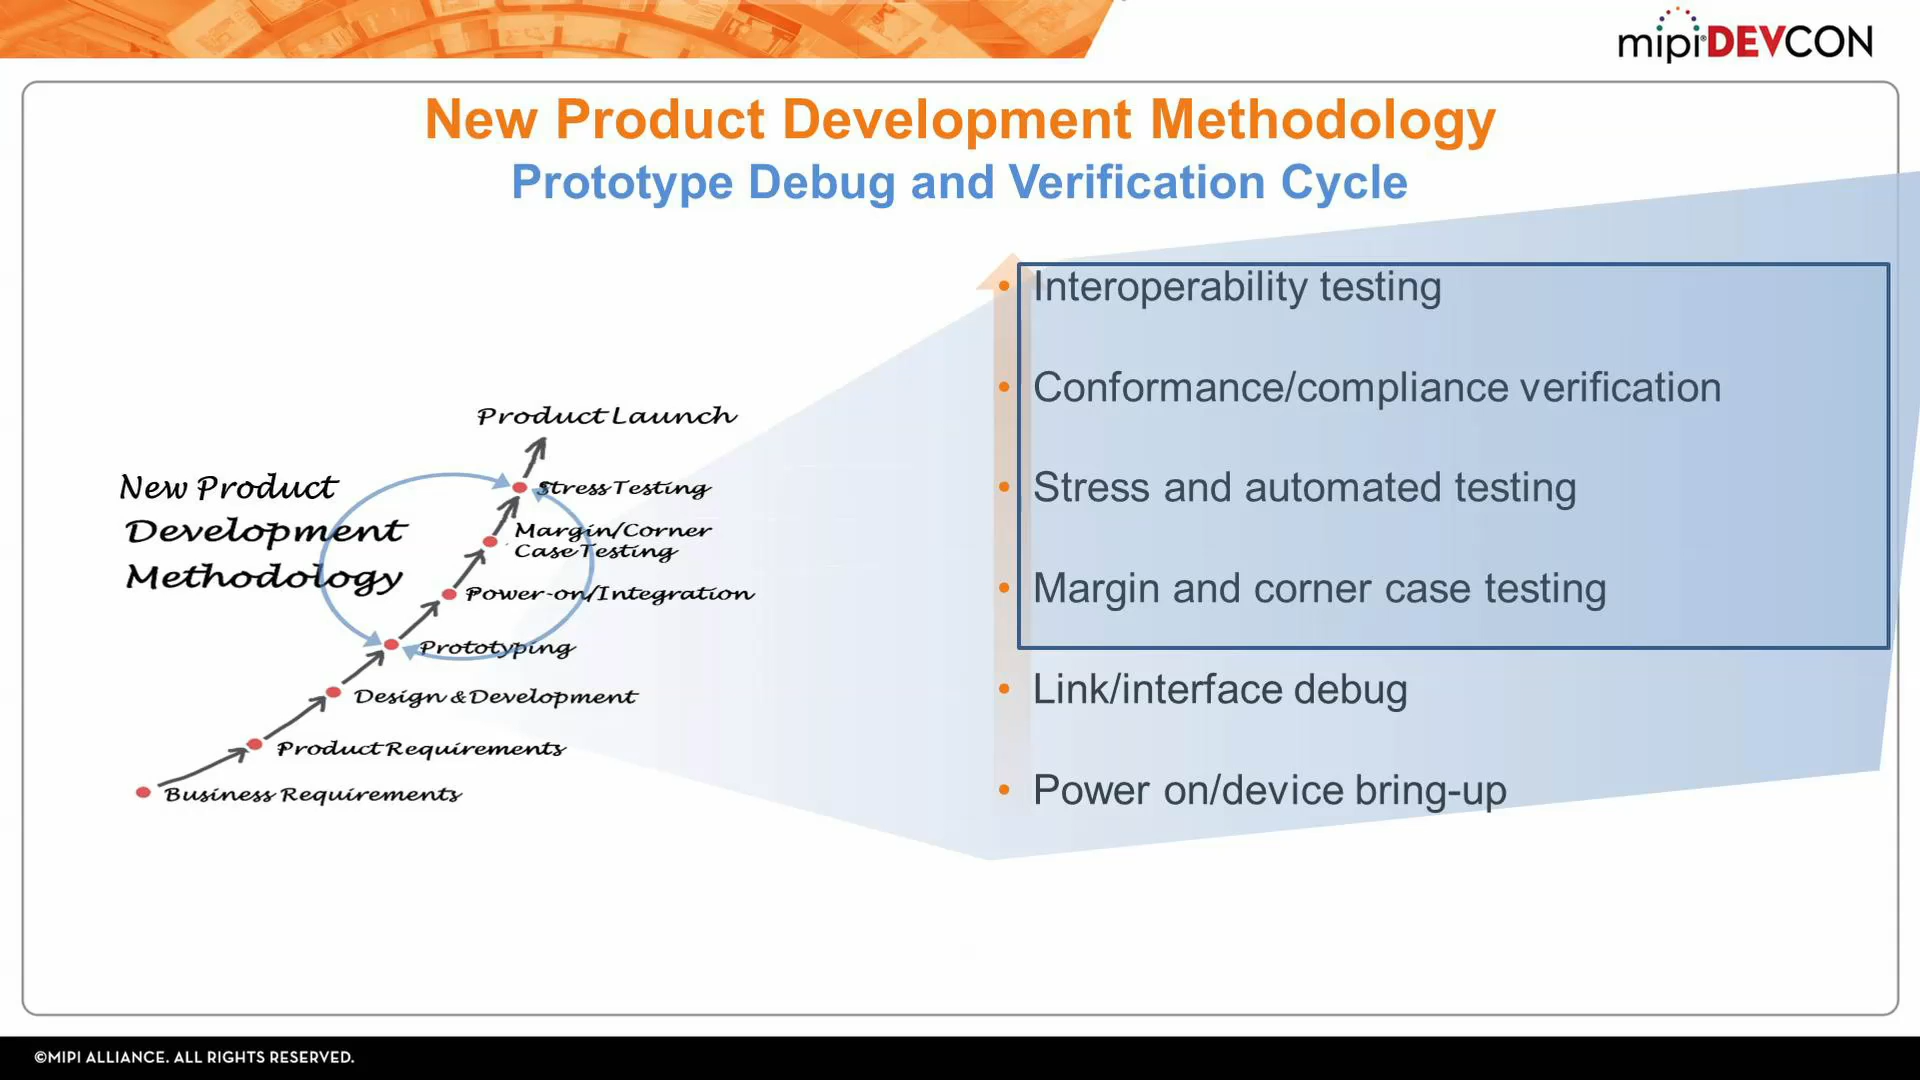 mipi® DEVCON
New Product Development Methodology
Prototype Debug and Verification Cycle
New Product
Development
Methodology
Product Launch
Stress Testing
Margin/Corner
Case Testing
Power-on/Integration
Prototyping
Design & Development
Product Requirements
Business Requirements
• Interoperability testing
• Conformance/compliance verification
• Stress and automated testing
• Margin and corner case testing
• Link/interface debug
• Power on/device bring-up
©MIPI ALLIANCE. ALL RIGHTS RESERVED.